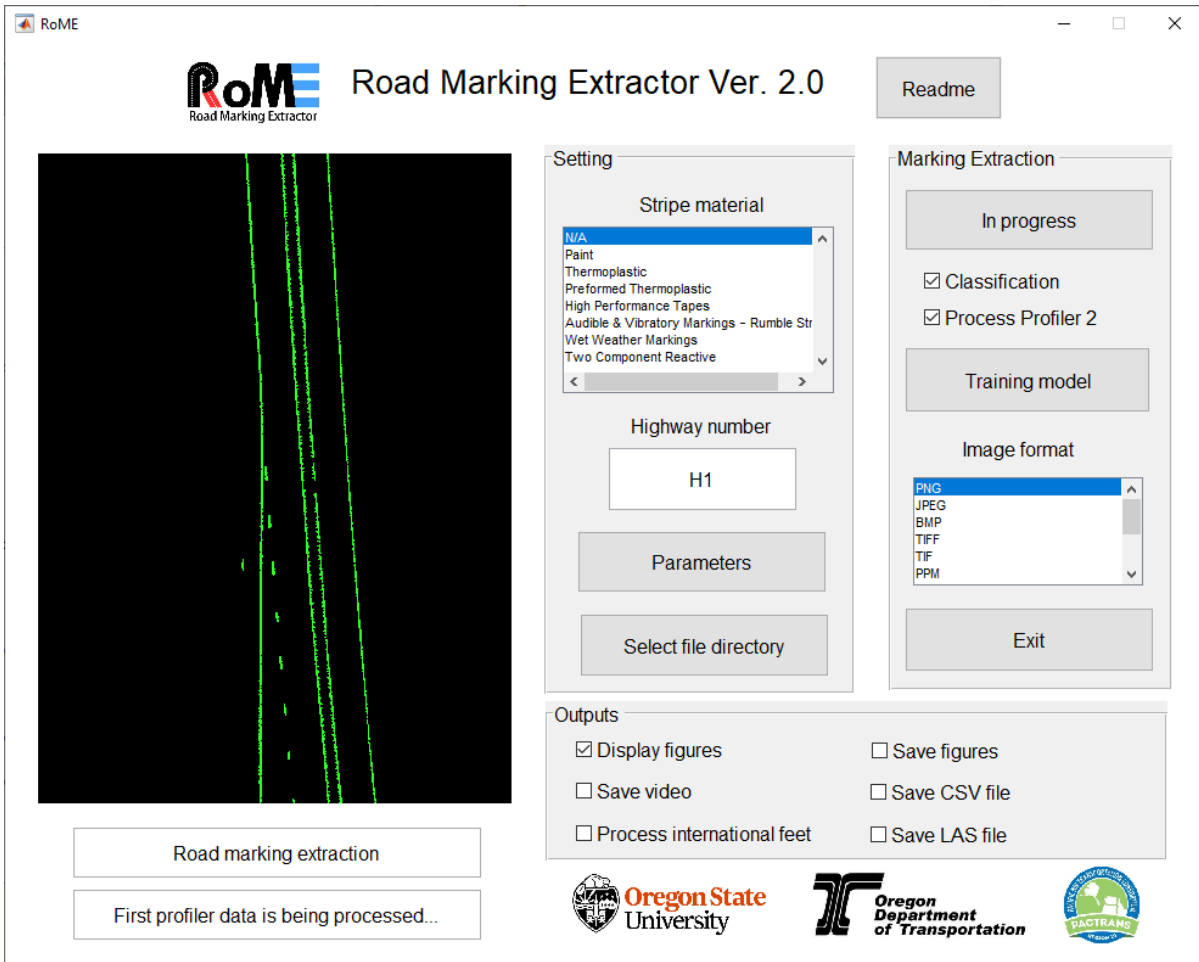 RoME
RoME
Road Marking Extractor
Road Marking Extractor Ver. 2.0
Readme
Setting
Stripe material
N/A
Paint
Thermoplastic
Preformed Thermoplastic
High Performance Tapes
Audible & Vibratory Markings - Rumble Str
Wet Weather Markings
Two Component Reactive
Highway number
H1
Parameters
Select file directory
Marking Extraction
In progress
Classification
Process Profiler 2
Training model
Image format
PNG
JPEG
BMP
TIFF
TIF
PPM
Exit
Outputs
Display figures
Save figures
Save video
Save CSV file
Process international feet
Save LAS file
Road marking extraction
First profiler data is being processed...
Oregon State
University
Oregon
Department
of Transportation
PACTRANS